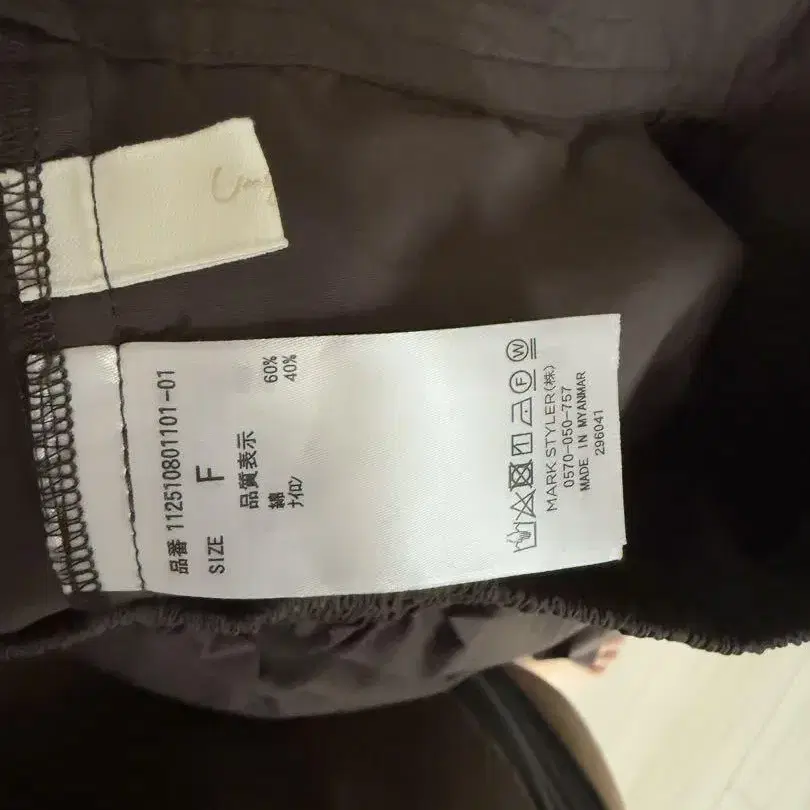 品番 112510801101-01
SIZE F
品質表示
綿 60%
ナイロン 40%
F W
MARK STYLER(株)
0570-050-757
MADE IN MYANMAR
296041